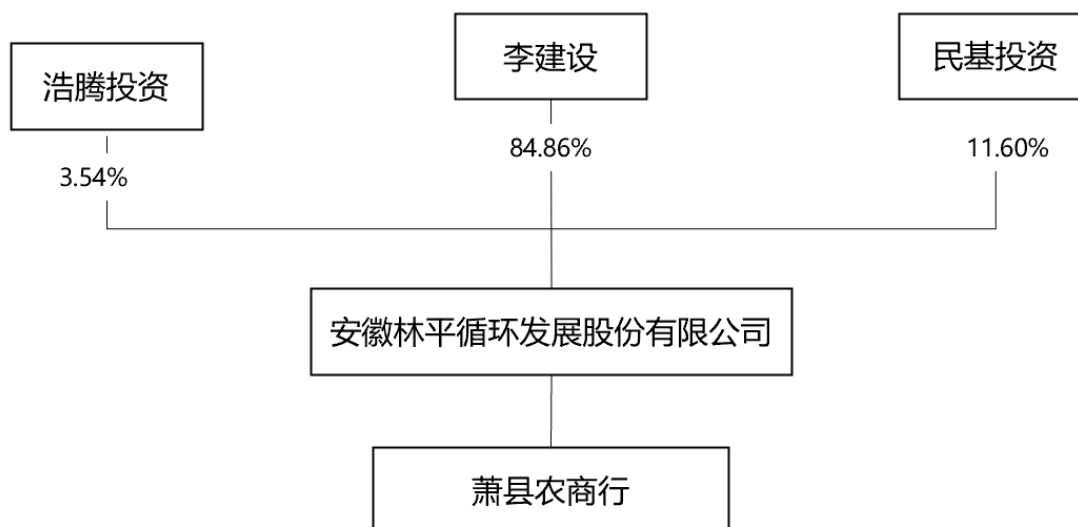 浩腾投资
李建设
民基投资
3.54%
84.86%
11.60%
安徽林平循环发展股份有限公司
萧县农商行